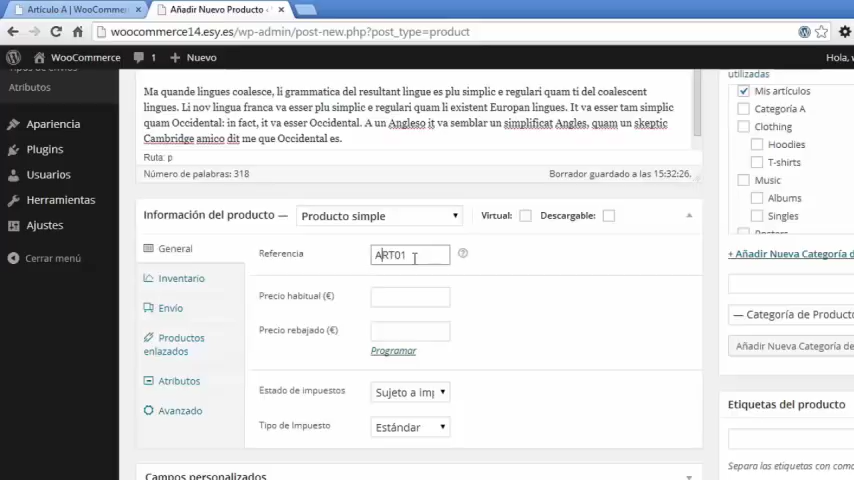 Artículo A | WooCommerc
Añadir Nuevo Producto ‹
woocommerce14.esy.es/wp-admin/post-new.php?post_type=product
WooCommerce
1
Nuevo
Hola, w
Atributos
Apariencia
Plugins
Usuarios
Herramientas
Ajustes
Cerrar menú
Ma quande lingues coalesce, li grammatica del resultant lingue es plu simplic e regulari quam ti del coalescent
lingues. Li nov lingua franca va esser plu simplic e regulari quam li existent Europan lingues. It va esser tam simplic
quam Occidental: in fact, it va esser Occidental. A un Angleso it va semblar un simplificat Angles, quam un skeptic
Cambridge amico dit me que Occidental es.
Ruta: p
Número de palabras: 318
Borrador guardado a las 15:32:26.
Información del producto —
Producto simple
Virtual:
Descargable:
General
Inventario
Envío
Productos
enlazados
Atributos
Avanzado
Referencia
ART01
Precio habitual (€)
Precio rebajado (€)
Programar
Estado de impuestos
Sujeto a imp
Tipo de Impuesto
Estándar
Campos personalizados
utilizadas
Mis artículos
Categoría A
Clothing
Hoodies
T-shirts
Music
Albums
Singles
Posters
+ Añadir Nueva Categoría de
— Categoría de Producto
Añadir Nueva Categoría de
Etiquetas del producto
Separa las etiquetas con comas